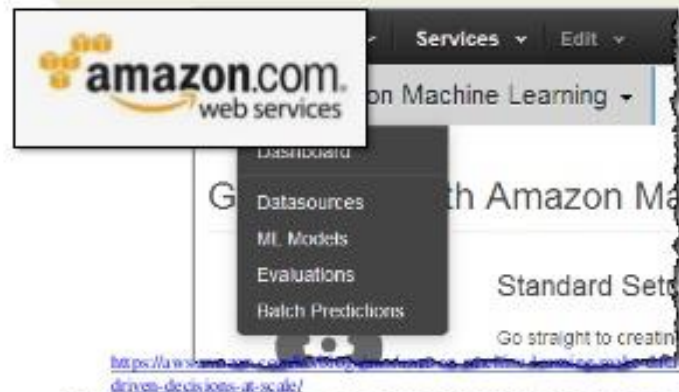 Services Edit
amazon.com
web services
on Machine Learning
Dashboard
G th Amazon Ma
Datasources
ML Models
Evaluations
Batch Predictions
Standard Setu
Go straight to creatin
driven-decisions-at-scale/